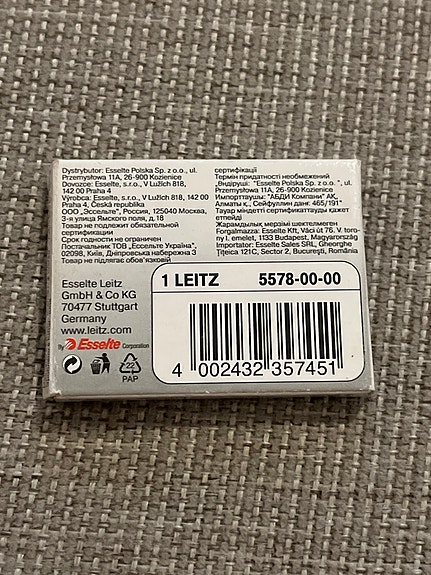 Dystrybutor: Esselte Polska Sp. z o.o., ul.
Przemysłowa 11A, 26-900 Kozienice
Dovozce: Esselte, s.r.o., V Lužích 818,
142 00 Praha 4
Výrobca: Esselte, s.r.o., V Lužích 818, 142 00
Praha 4, Česká republika
ООО „Эссельте", Россия, 125040 Москва,
3-я улица Ямского поля, д.18
Товар не подлежит обязательной
сертификации
Срок годности не ограничен
Постачальник ТОВ „Ессельте Україна",
02098, Київ, Дніпровська набережна 3
Товар не підлягає обов'язковій
сертифікації
Термін придатності необмежений
„Өндіруші: "Esselte Polska Sp. z o.o.", ul.
Przemysłowa 11A, 26-900 Kozienice
Импорттаушы: "АБДИ Компани" АҚ,
Алматы қ., Сейфуллин даң. 465/191"
Тауар міндетті сертификаттауды қажет
етпейді
Жарамдылық мерзімі шектелмеген
Forgalmazza: Esselte Kft, Váci út 76, V. toro-
ny I. emelet, 1133 Budapest, Magyarország
Importator: Esselte Sales SRL, Gheorghe
Țițeica 121C, Sector 2, București, România
1 LEITZ 5578-00-00
Esselte Leitz
GmbH & Co KG
70477 Stuttgart
Germany
www.leitz.com
By Esselte Corporation
22
PAP
4 002432 357451